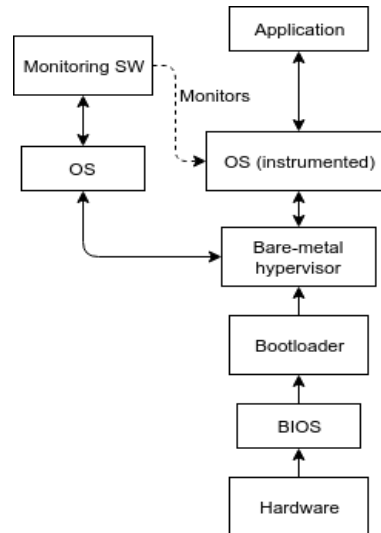 Application
Monitoring SW
Monitors
OS
OS (instrumented)
Bare-metal
hypervisor
Bootloader
BIOS
Hardware